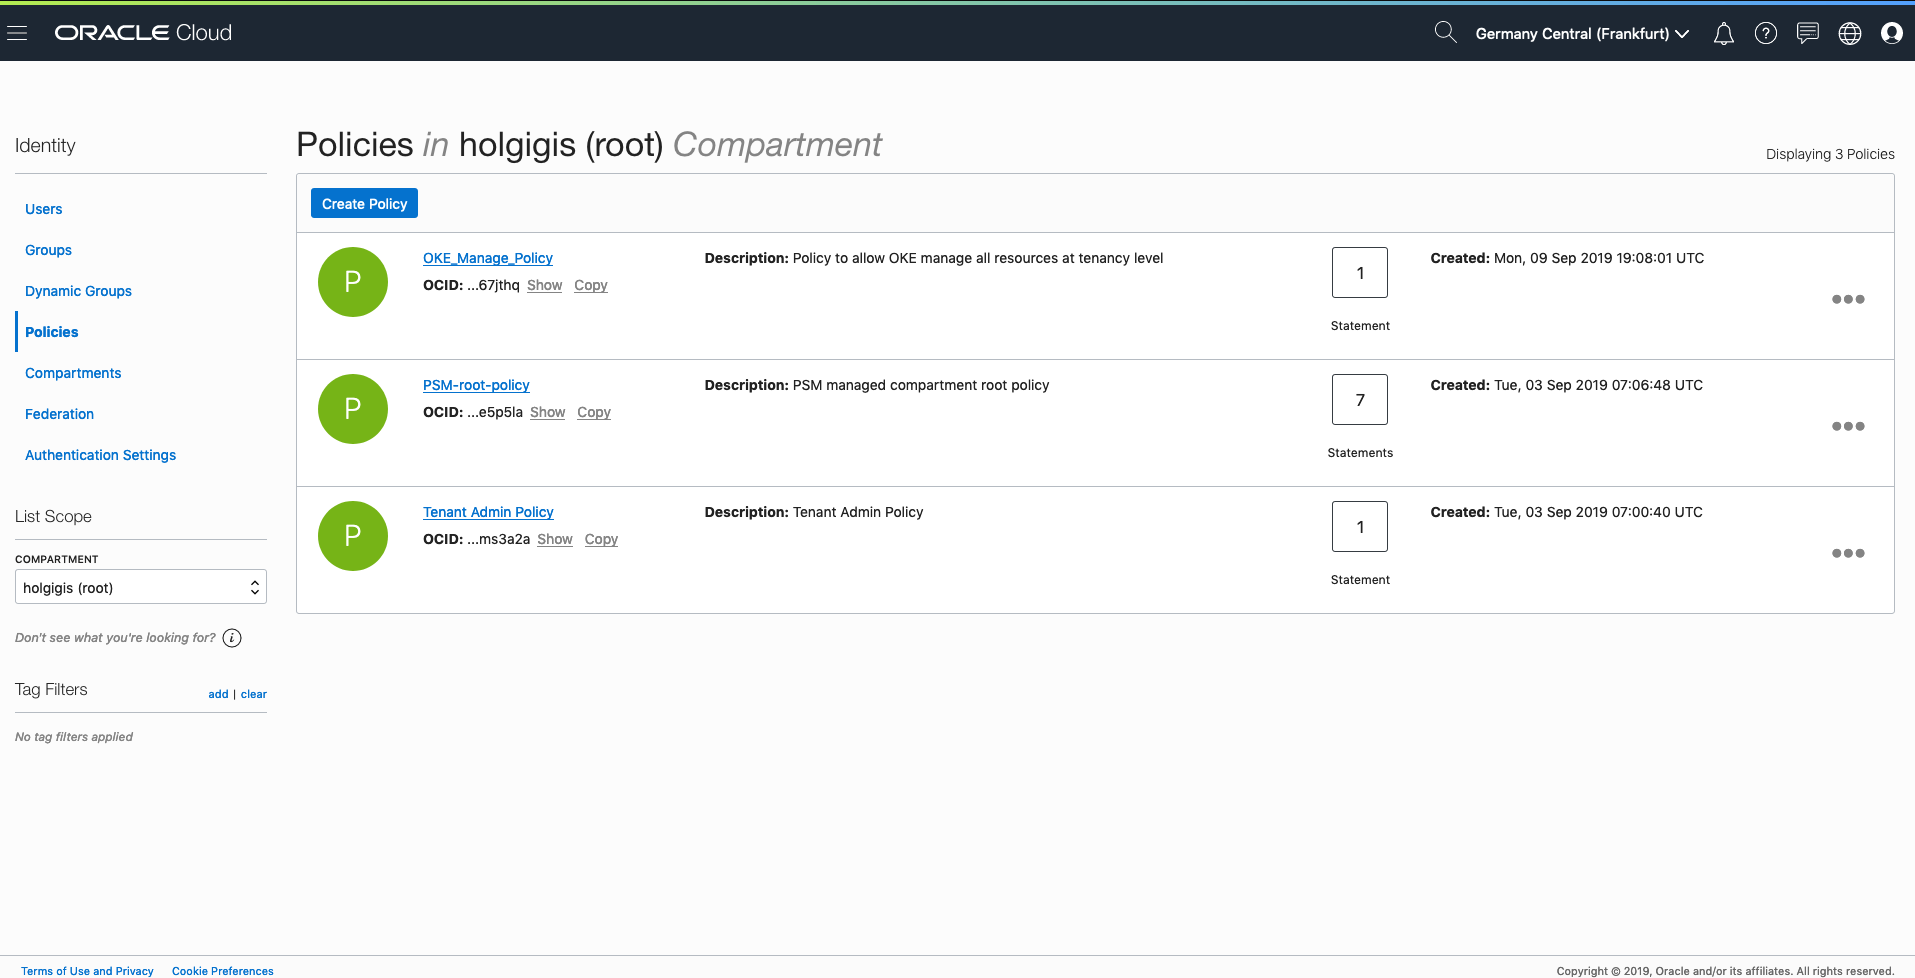 ORACLE Cloud
Germany Central (Frankfurt)
Identity
Users
Groups
Dynamic Groups
Policies
Compartments
Federation
Authentication Settings
List Scope
COMPARTMENT
holgigis (root)
Don't see what you're looking for?
Tag Filters
add | clear
No tag filters applied
Policies in holgigis (root) Compartment
Displaying 3 Policies
Create Policy
P
OKE_Manage_Policy
OCID: ...67jthq Show Copy
Description: Policy to allow OKE manage all resources at tenancy level
1
Statement
Created: Mon, 09 Sep 2019 19:08:01 UTC
P
PSM-root-policy
OCID: ...e5p5la Show Copy
Description: PSM managed compartment root policy
7
Statements
Created: Tue, 03 Sep 2019 07:06:48 UTC
P
Tenant Admin Policy
OCID: ...ms3a2a Show Copy
Description: Tenant Admin Policy
1
Statement
Created: Tue, 03 Sep 2019 07:00:40 UTC
Terms of Use and Privacy Cookie Preferences
Copyright © 2019, Oracle and/or its affiliates. All rights reserved.